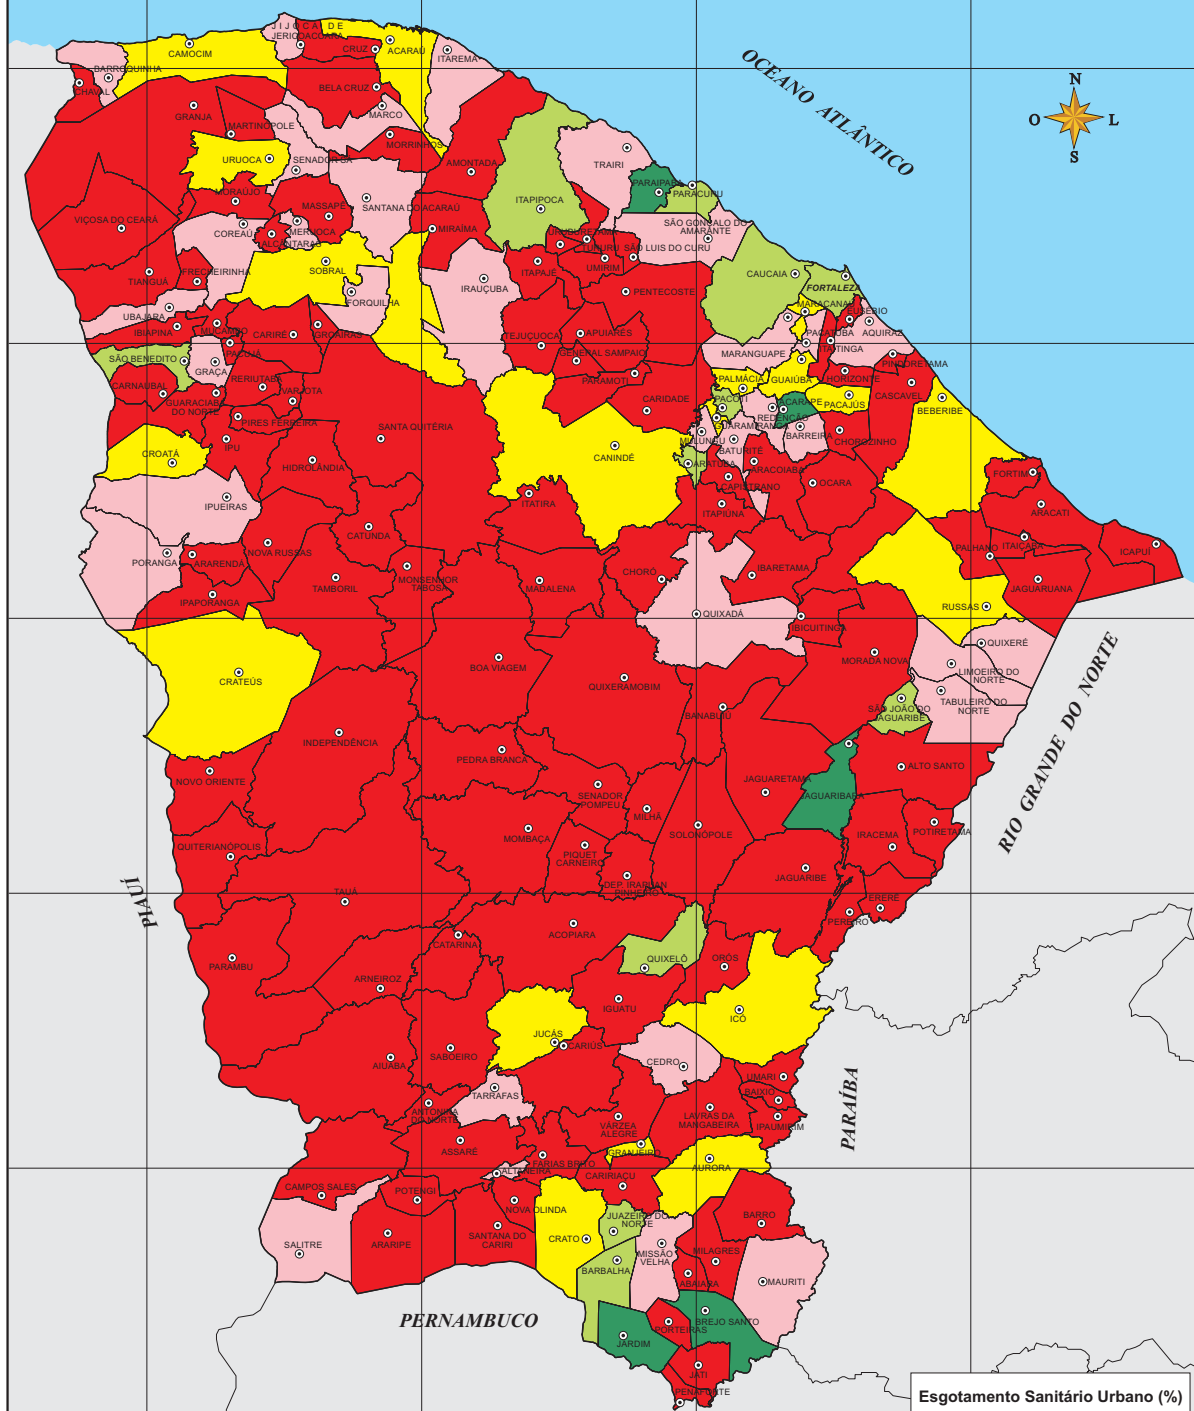 JIJOCA DE
JERICOACOARA
CRUZ
ACARAÚ
CAMOCIM
ITAREMA
BARROQUINHA
CHAVAL
BELA CRUZ
OCEANO ATLÂNTICO
N
O
L
S
GRANJA
MARCO
MARTINÓPOLE
MORRINHOS
URUOCA
SENADOR SÁ
AMONTADA
TRAIRI
PARAIPABA
PARACURU
MORAÚJO
SANTANA DO ACARAÚ
ITAPIPOCA
MASSAPÊ
VIÇOSA DO CEARÁ
COREAÚ
MERUOCA
ALCÂNTARAS
MIRAÍMA
URUBURETAMA
TURURU
SÃO GONÇALO DO
AMARANTE
SÃO LUIS DO CURU
UMIRIM
ITAPAJÉ
TIANGUÁ
FRECHEIRINHA
SOBRAL
IRAUÇUBA
CAUCAIA
FORTALEZA
FORQUILHA
PENTECOSTE
MARACANAÚ
EUSÉBIO
UBAJARA
IBIAPINA
MUCAMBO
CARIRÉ
GROAÍRAS
TEJUÇUOCA
APUIARÉS
PACATUBA
AQUIRAZ
ITAITINGA
PACUJÁ
GENERAL SAMPAIO
MARANGUAPE
SÃO BENEDITO
GRAÇA
PINDORETAMA
CARNAUBAL
RERIUTABA
VARJOTA
PARAMOTI
PALMÁCIA
GUAIÚBA
HORIZONTE
GUARACIABA
DO NORTE
CARIDADE
PACOTI
ACARAPE
PACAJÚS
CASCAVEL
BEBERIBE
REDENÇÃO
PIRES FERREIRA
SANTA QUITÉRIA
GUARAMIRANGA
MULUNGU
BARREIRA
CHOROZINHO
IPU
BATURITÉ
CROATÁ
CANINDÉ
HIDROLÂNDIA
ARATUBA
ARACOIABA
CAPISTRANO
OCARA
FORTIM
IPUEIRAS
ITATIRA
ITAPIÚNA
ARACATI
CATUNDA
NOVA RUSSAS
PORANGA
ARARENDÁ
ITAIÇABA
PALHANO
ICAPUÍ
MONSENHOR
TABOSA
TAMBORIL
MADALENA
CHORÓ
IBARETAMA
JAGUARUANA
IPAPORANGA
RUSSAS
QUIXADÁ
IBICUITINGA
QUIXERÉ
MORADA NOVA
LIMOEIRO DO
NORTE
CRATEÚS
BOA VIAGEM
QUIXERAMOBIM
TABULEIRO DO
NORTE
BANABUIÚ
SÃO JOÃO DO
JAGUARIBE
RIO GRANDE DO NORTE
INDEPENDÊNCIA
PEDRA BRANCA
ALTO SANTO
NOVO ORIENTE
JAGUARETAMA
SENADOR
POMPEU
JAGUARIBARA
MILHÃ
MOMBAÇA
SOLONÓPOLE
IRACEMA
POTIRETAMA
QUITERIANÓPOLIS
PIQUET
CARNEIRO
DEP. IRAPUAN
PINHEIRO
JAGUARIBE
TAUÁ
ERERÉ
PIAUÍ
PEREIRO
ACOPIARA
CATARINA
PARAMBU
QUIXELÔ
ORÓS
ARNEIROZ
IGUATU
ICÓ
JUCÁS
CARIÚS
SABOEIRO
AIUABA
CEDRO
UMARI
BAIXIO
PARAÍBA
TARRAFAS
ANTONINA
DO NORTE
VÁRZEA
ALEGRE
LAVRAS DA
MANGABEIRA
IPAUMIRIM
ASSARÉ
GRANJEIRO
FARIAS BRITO
AURORA
ALTANEIRA
CARIRIAÇU
CAMPOS SALES
POTENGI
NOVA OLINDA
JUAZEIRO DO
NORTE
BARRO
SALITRE
ARARIPE
SANTANA DO
CARIRI
CRATO
MISSÃO
VELHA
MILAGRES
BARBALHA
ABAIARA
MAURITI
PERNAMBUCO
BREJO SANTO
PORTEIRAS
JARDIM
JATI
PENAFORTE
Esgotamento Sanitário Urbano (%)